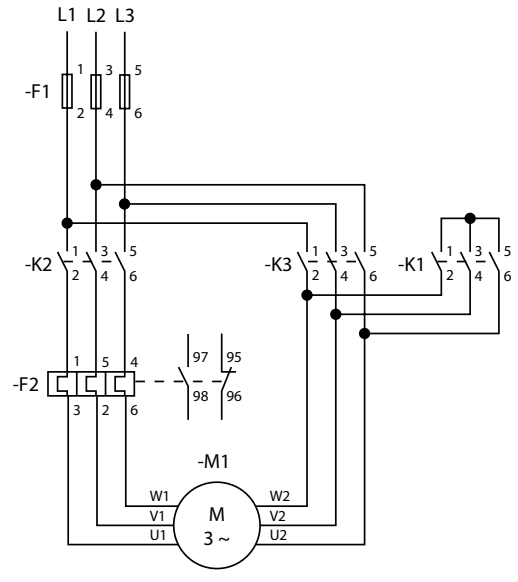 L1 L2 L3
1 3 5
-F1
2 4 6
1 3 5
-K2
2 4 6
1 3 5
-K3
2 4 6
1 3 5
-K1
2 4 6
1 5 4
-F2
3 2 6
97 95
98 96
-M1
W1 W2
V1 V2
U1 U2
M
3 ~